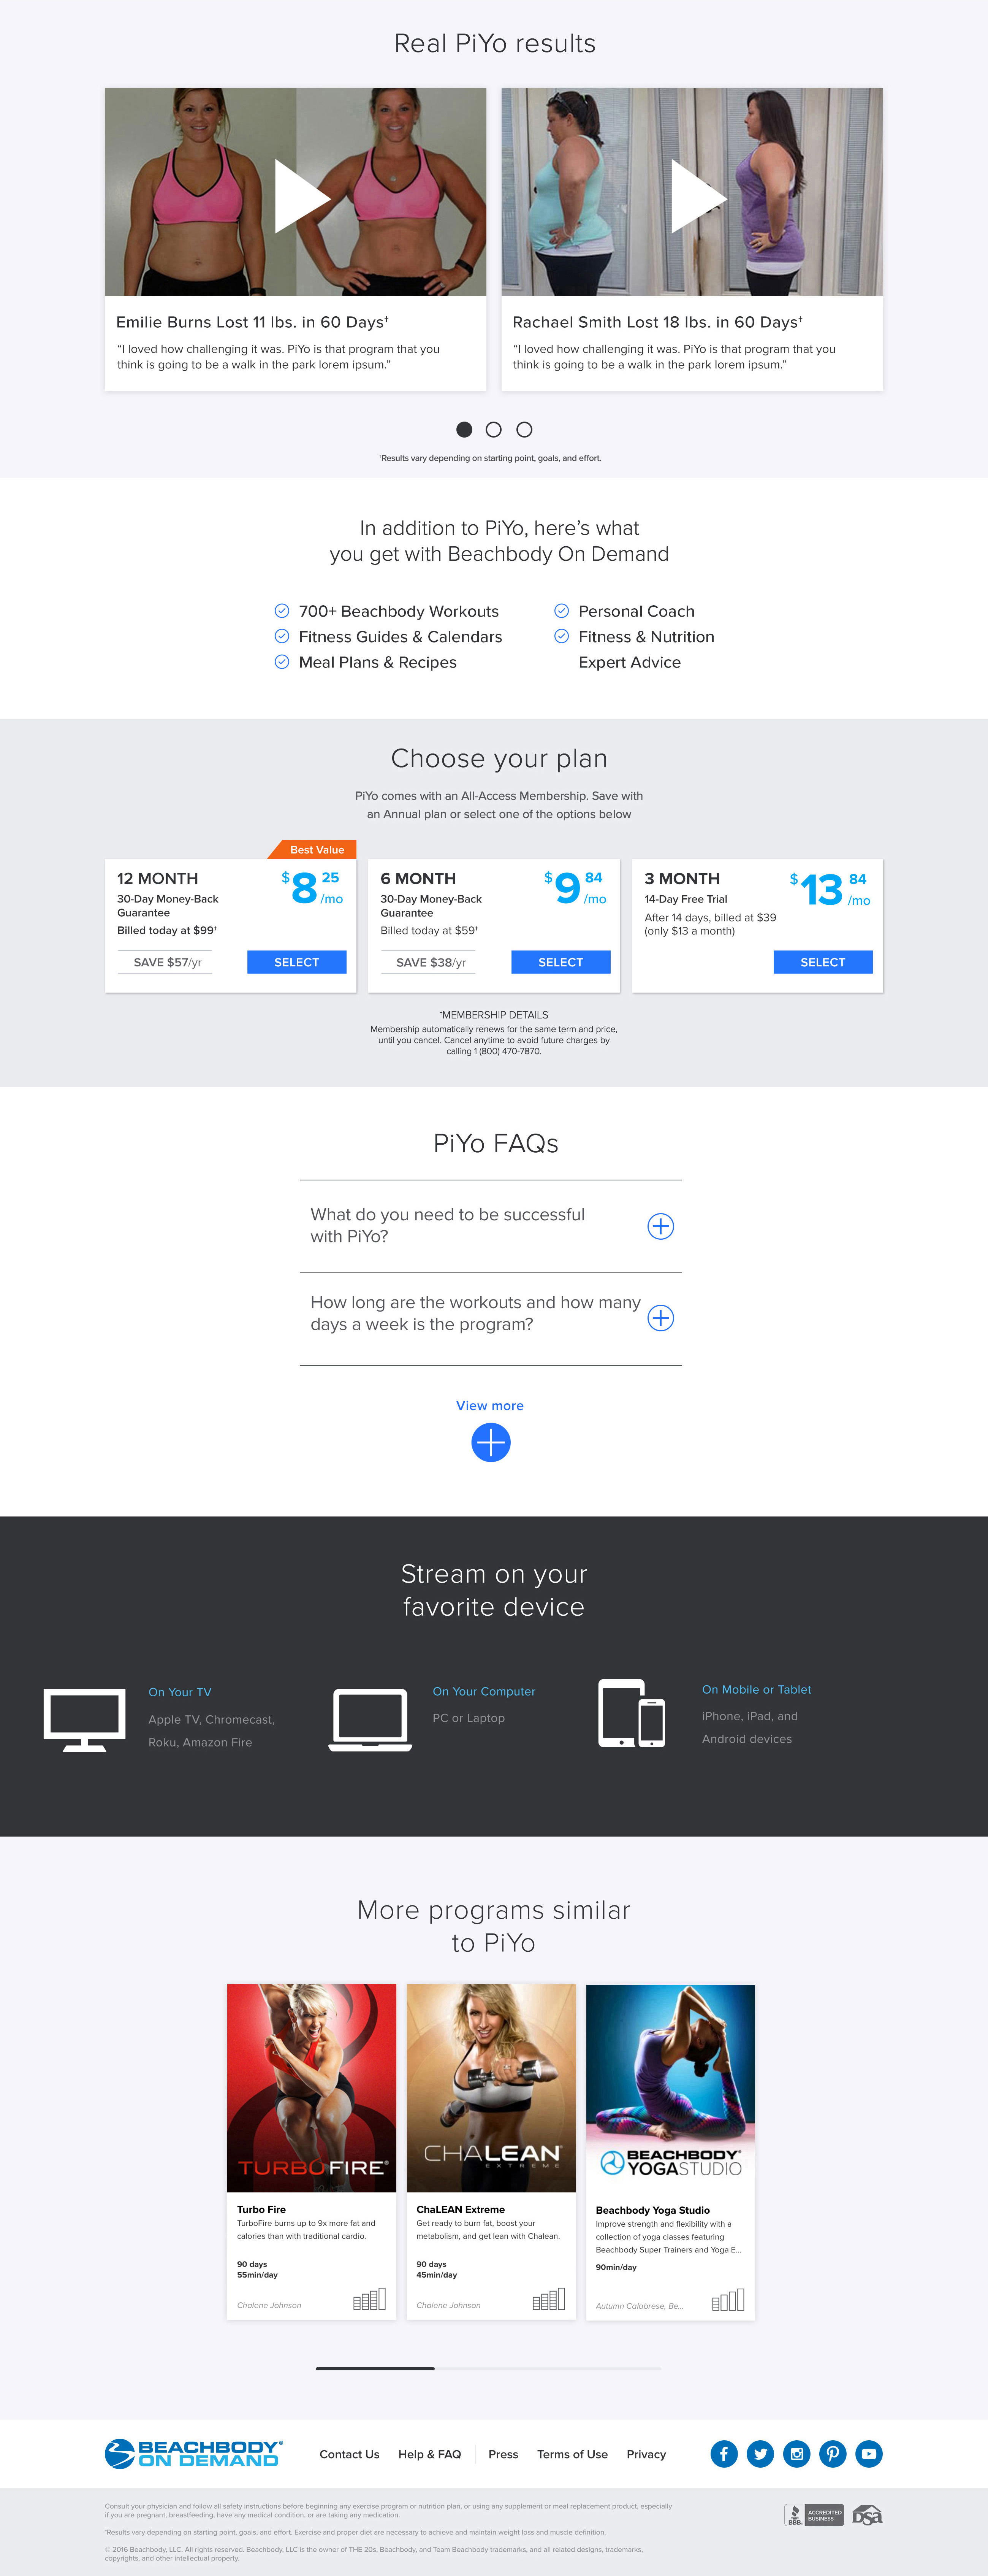 Real PiYo results
Emilie Burns Lost 11 lbs. in 60 Days†
“I loved how challenging it was. PiYo is that program that you
think is going to be a walk in the park lorem ipsum.”
Rachael Smith Lost 18 lbs. in 60 Days†
“I loved how challenging it was. PiYo is that program that you
think is going to be a walk in the park lorem ipsum.”
†Results vary depending on starting point, goals, and effort.
In addition to PiYo, here’s what
you get with Beachbody On Demand
700+ Beachbody Workouts
Fitness Guides & Calendars
Meal Plans & Recipes
Personal Coach
Fitness & Nutrition
Expert Advice
Choose your plan
PiYo comes with an All-Access Membership. Save with
an Annual plan or select one of the options below
Best Value
12 MONTH
$8 25 /mo
30-Day Money-Back
Guarantee
Billed today at $99†
SAVE $57/yr
SELECT
6 MONTH
$9 84 /mo
30-Day Money-Back
Guarantee
Billed today at $59†
SAVE $38/yr
SELECT
3 MONTH
$13 84 /mo
14-Day Free Trial
After 14 days, billed at $39
(only $13 a month)
SELECT
†MEMBERSHIP DETAILS
Membership automatically renews for the same term and price,
until you cancel. Cancel anytime to avoid future charges by
calling 1 (800) 470-7870.
PiYo FAQs
What do you need to be successful
with PiYo?
How long are the workouts and how many
days a week is the program?
View more
Stream on your
favorite device
On Your TV
Apple TV, Chromecast,
Roku, Amazon Fire
On Your Computer
PC or Laptop
On Mobile or Tablet
iPhone, iPad, and
Android devices
More programs similar
to PiYo
TURBOFIRE®
Turbo Fire
TurboFire burns up to 9x more fat and
calories than with traditional cardio.
90 days
55min/day
Chalene Johnson
CHALEAN®
EXTREME
ChaLEAN Extreme
Get ready to burn fat, boost your
metabolism, and get lean with Chalean.
90 days
45min/day
Chalene Johnson
BEACHBODY®
YOGASTUDIO
Beachbody Yoga Studio
Improve strength and flexibility with a
collection of yoga classes featuring
Beachbody Super Trainers and Yoga E...
90min/day
Autumn Calabrese, Be...
BEACHBODY®
ON DEMAND
Contact Us
Help & FAQ
Press
Terms of Use
Privacy
Consult your physician and follow all safety instructions before beginning any exercise program or nutrition plan, or using any supplement or meal replacement product, especially
if you are pregnant, breastfeeding, have any medical condition, or are taking any medication.
†Results vary depending on starting point, goals, and effort. Exercise and proper diet are necessary to achieve and maintain weight loss and muscle definition.
© 2016 Beachbody, LLC. All rights reserved. Beachbody, LLC is the owner of THE 20s, Beachbody, and Team Beachbody trademarks, and all related designs, trademarks,
copyrights, and other intellectual property.
BBB.
ACCREDITED
BUSINESS
DSA